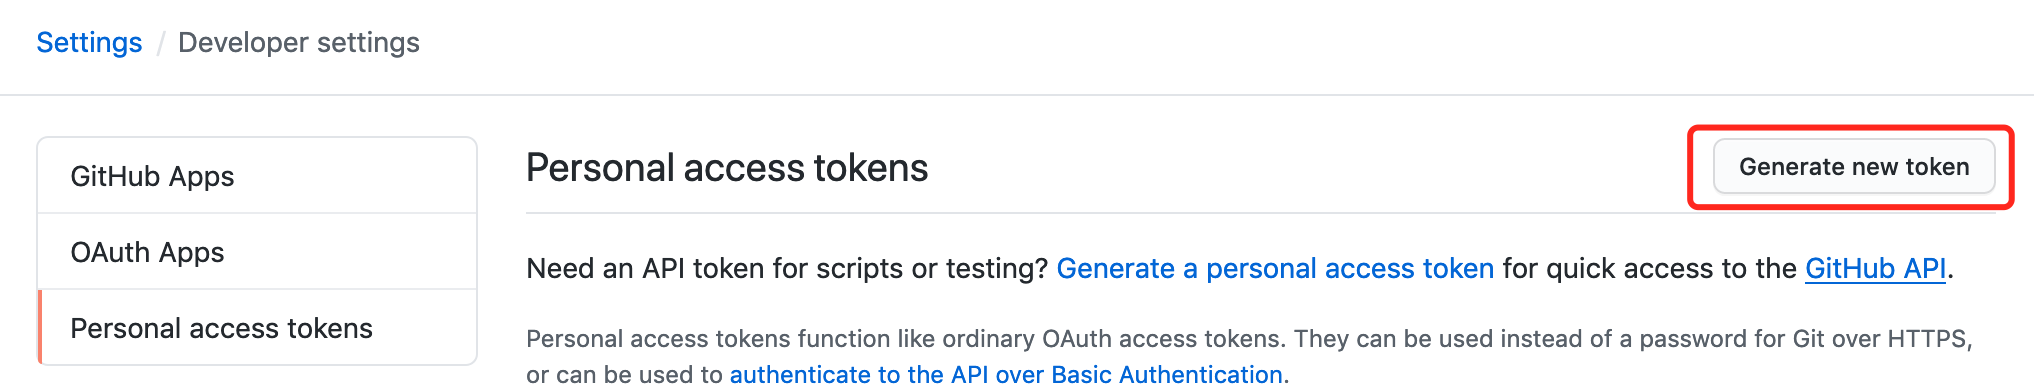 Settings / Developer settings
GitHub Apps
OAuth Apps
Personal access tokens
Personal access tokens
Generate new token
Need an API token for scripts or testing? Generate a personal access token for quick access to the GitHub API.
Personal access tokens function like ordinary OAuth access tokens. They can be used instead of a password for Git over HTTPS,
or can be used to authenticate to the API over Basic Authentication.